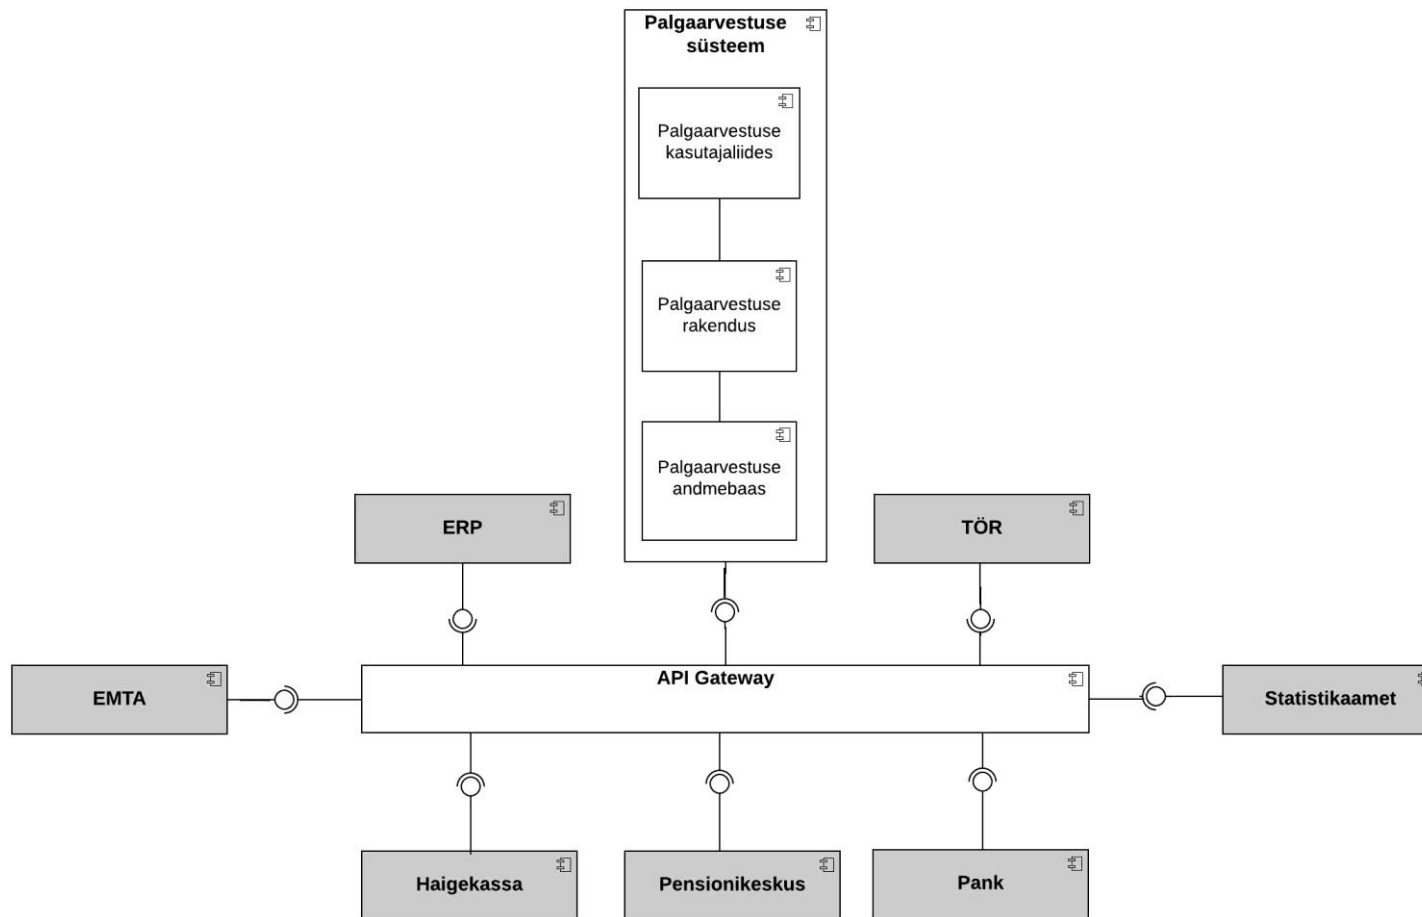 Palgaarvestuse
süsteem
Palgaarvestuse
kasutajaliides
Palgaarvestuse
rakendus
Palgaarvestuse
andmebaas
ERP
TÖR
API Gateway
EMTA
Statistikaamet
Haigekassa
Pensionikeskus
Pank